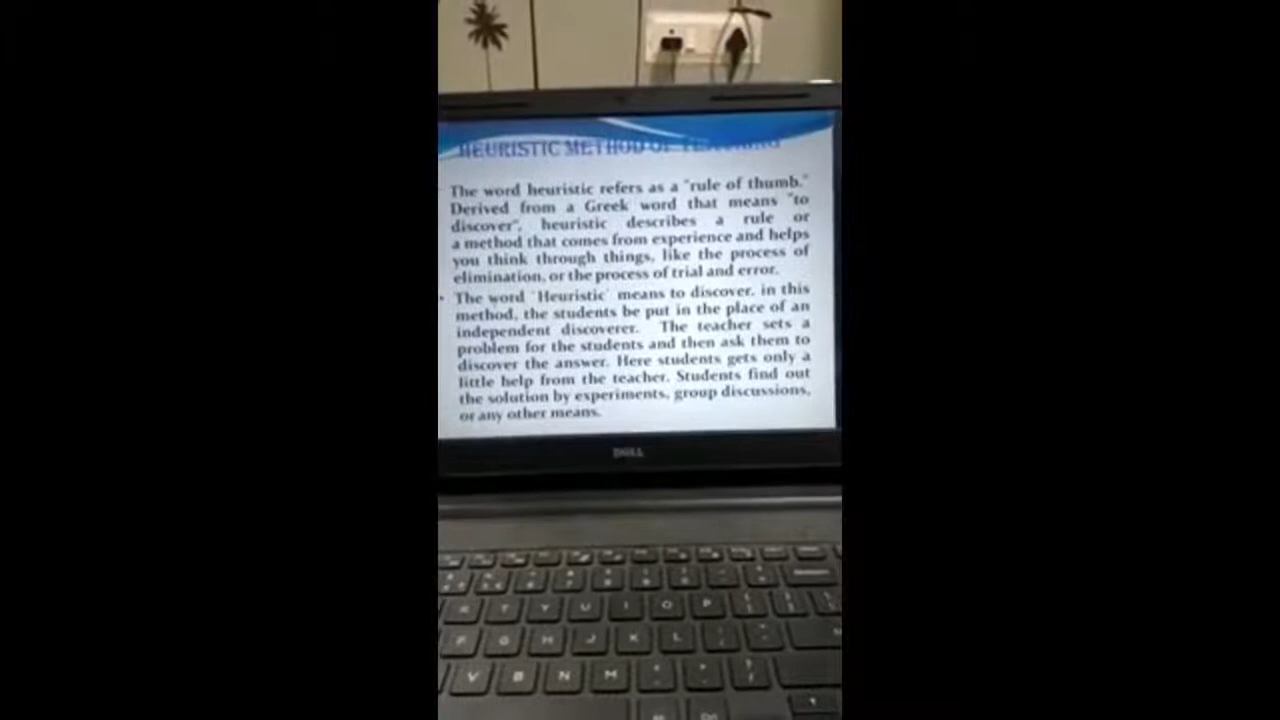 HEURISTIC METHOD OF TEACHING
The word heuristic refers as a "rule of thumb."
Derived from a Greek word that means "to
discover", heuristic describes a rule or
a method that comes from experience and helps
you think through things, like the process of
elimination, or the process of trial and error.
• The word 'Heuristic' means to discover. in this
method, the students be put in the place of an
independent discoverer. The teacher sets a
problem for the students and then ask them to
discover the answer. Here students gets only a
little help from the teacher. Students find out
the solution by experiments, group discussions,
or any other means.
DELL
T Y U I O P
F G H J K L
V B N M